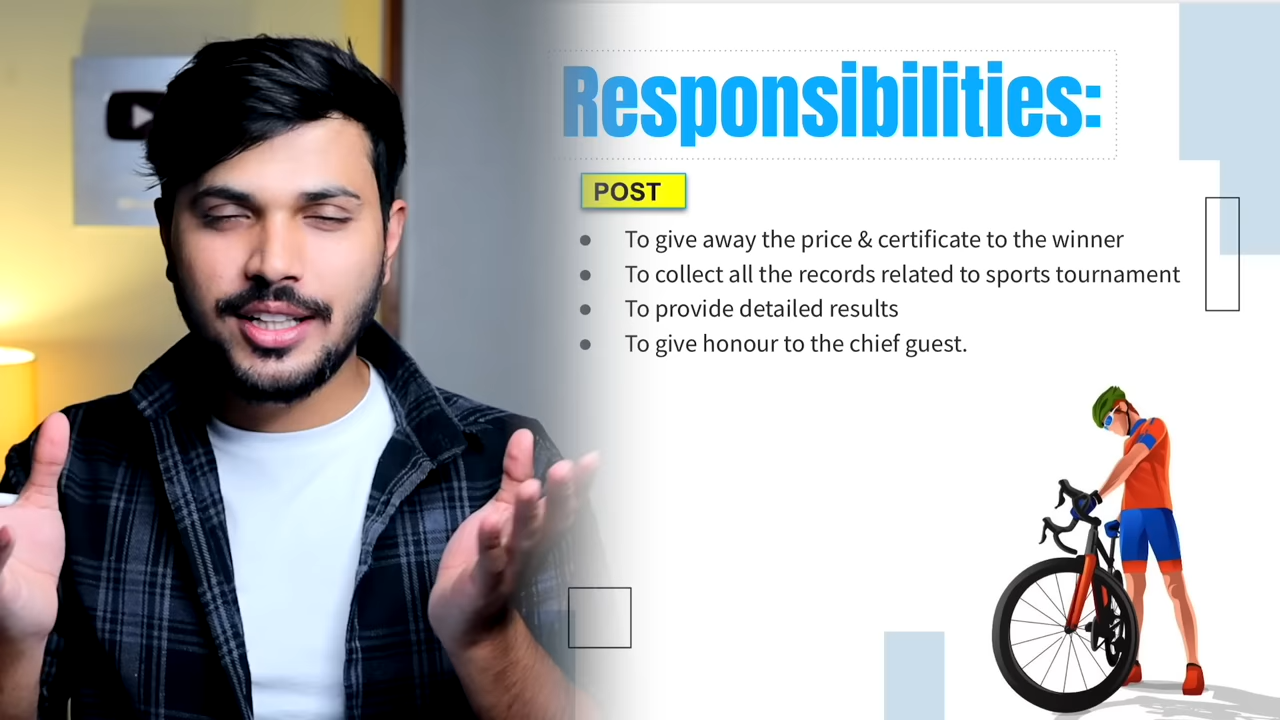 Responsibilities:
POST
• To give away the price & certificate to the winner
• To collect all the records related to sports tournament
• To provide detailed results
• To give honour to the chief guest.